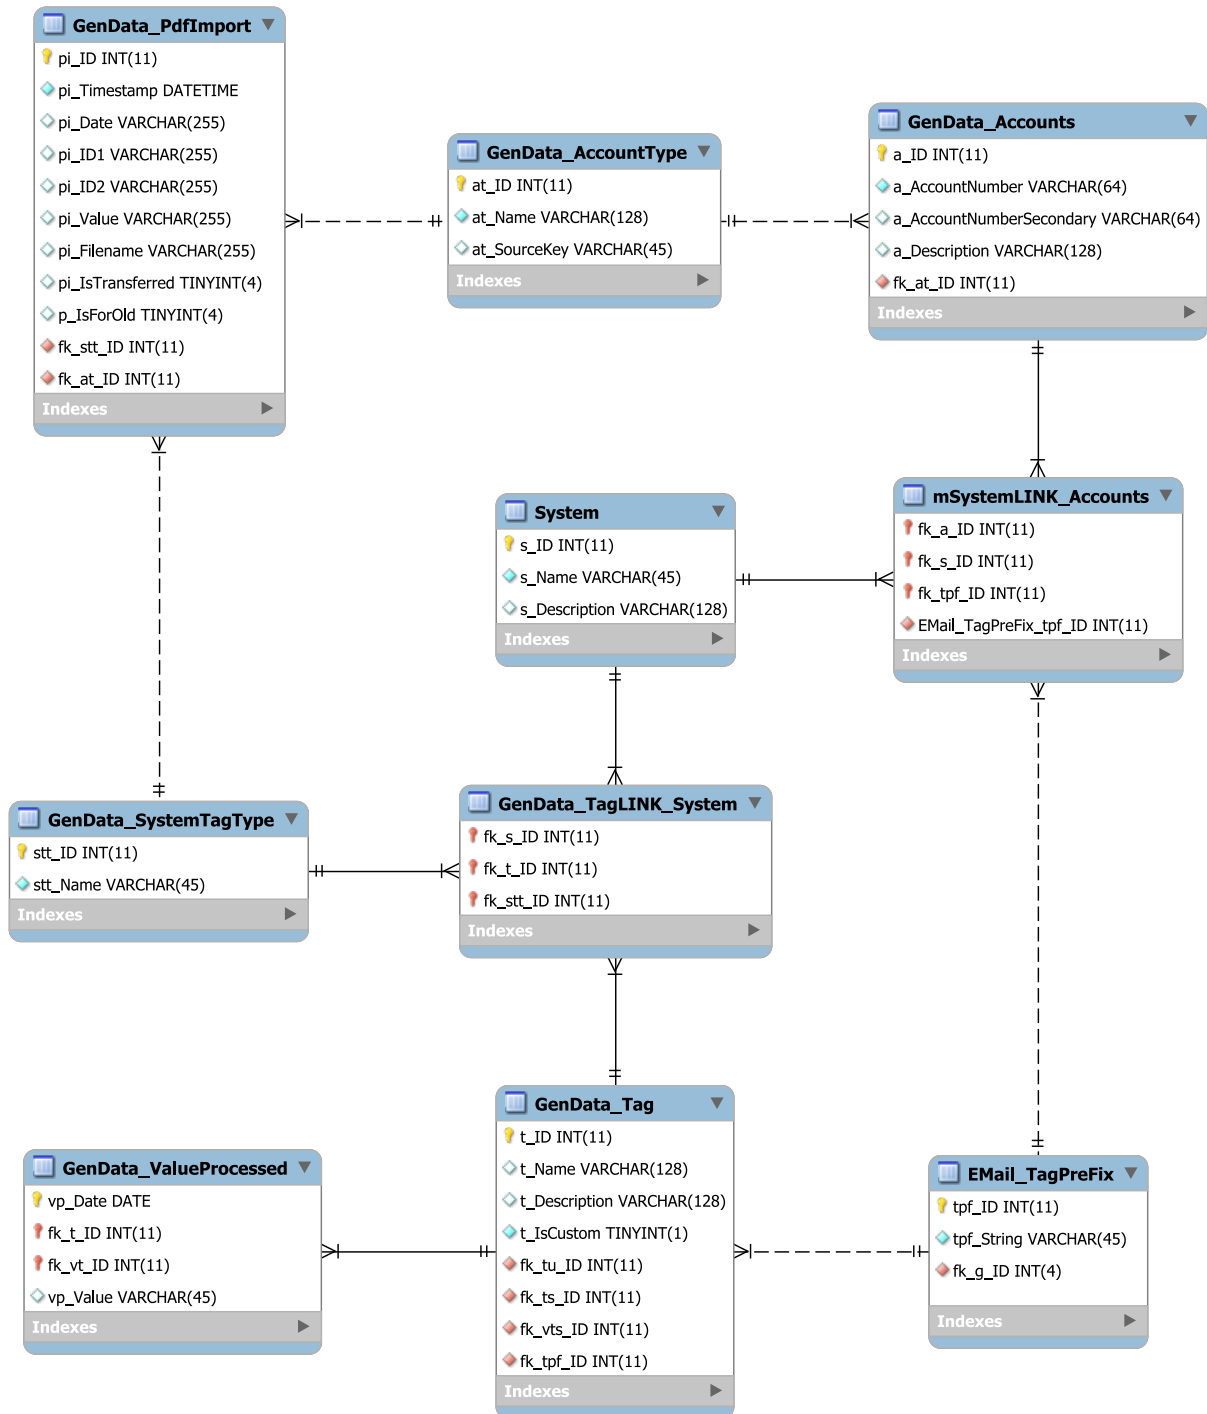 GenData_PdfImport
pi_ID INT(11)
pi_Timestamp DATETIME
pi_Date VARCHAR(255)
pi_ID1 VARCHAR(255)
pi_ID2 VARCHAR(255)
pi_Value VARCHAR(255)
pi_Filename VARCHAR(255)
pi_IsTransferred TINYINT(4)
p_IsForOld TINYINT(4)
fk_stt_ID INT(11)
fk_at_ID INT(11)
Indexes
GenData_AccountType
at_ID INT(11)
at_Name VARCHAR(128)
at_SourceKey VARCHAR(45)
Indexes
GenData_Accounts
a_ID INT(11)
a_AccountNumber VARCHAR(64)
a_AccountNumberSecondary VARCHAR(64)
a_Description VARCHAR(128)
fk_at_ID INT(11)
Indexes
System
s_ID INT(11)
s_Name VARCHAR(45)
s_Description VARCHAR(128)
Indexes
mSystemLINK_Accounts
fk_a_ID INT(11)
fk_s_ID INT(11)
fk_tpf_ID INT(11)
EMail_TagPreFix_tpf_ID INT(11)
Indexes
GenData_SystemTagType
stt_ID INT(11)
stt_Name VARCHAR(45)
Indexes
GenData_TagLINK_System
fk_s_ID INT(11)
fk_t_ID INT(11)
fk_stt_ID INT(11)
Indexes
GenData_ValueProcessed
vp_Date DATE
fk_t_ID INT(11)
fk_vt_ID INT(11)
vp_Value VARCHAR(45)
Indexes
GenData_Tag
t_ID INT(11)
t_Name VARCHAR(128)
t_Description VARCHAR(128)
t_IsCustom TINYINT(1)
fk_tu_ID INT(11)
fk_ts_ID INT(11)
fk_vts_ID INT(11)
fk_tpf_ID INT(11)
Indexes
EMail_TagPreFix
tpf_ID INT(11)
tpf_String VARCHAR(45)
fk_g_ID INT(4)
Indexes